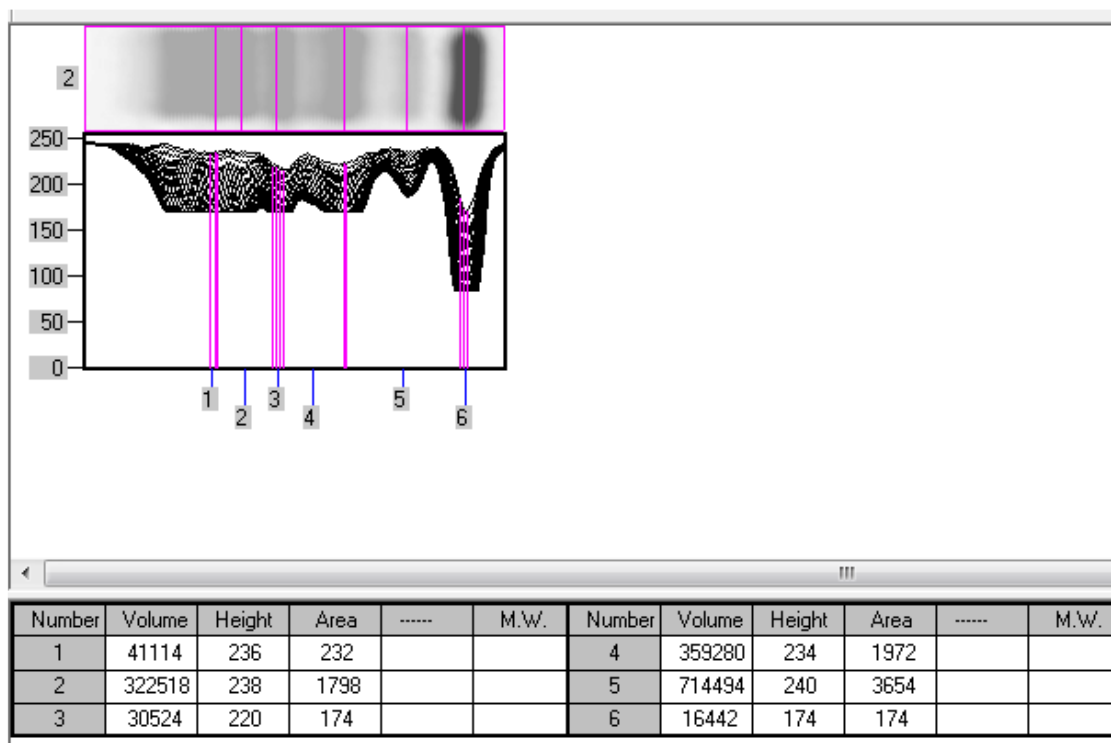 2
250
200
150
100
50
0
1 2 3 4 5 6
Number Volume Height Area ------ M.W. Number Volume Height Area ------ M.W.
1 41114 236 232 4 359280 234 1972
2 322518 238 1798 5 714494 240 3654
3 30524 220 174 6 16442 174 174